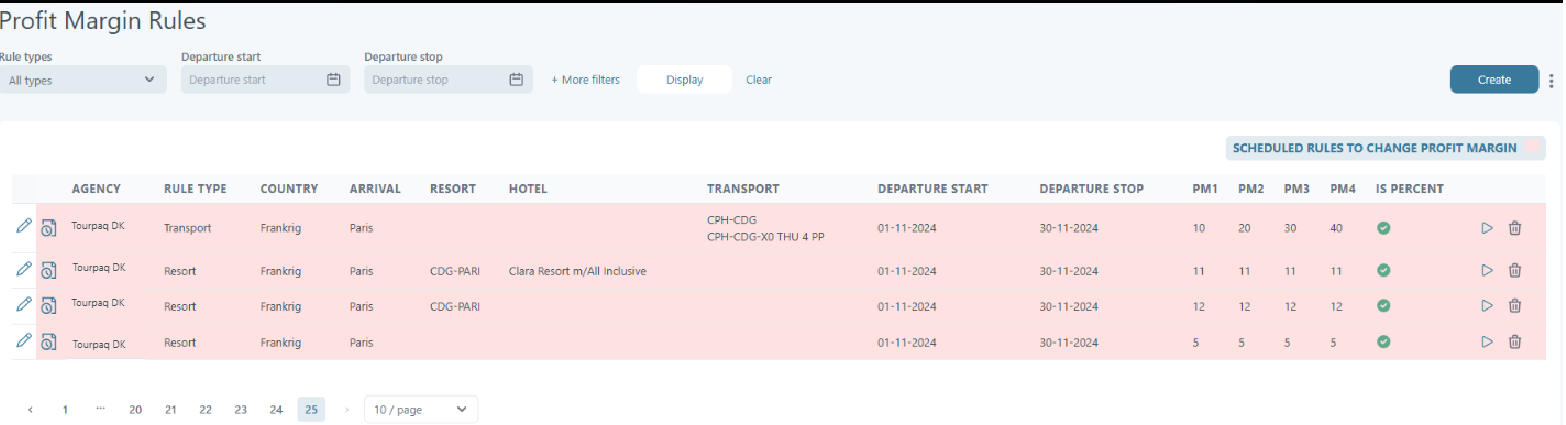 Profit Margin Rules
Rule types Departure start Departure stop
All types Departure start Departure stop + More filters Display Clear Create
SCHEDULED RULES TO CHANGE PROFIT MARGIN
AGENCY RULE TYPE COUNTRY ARRIVAL RESORT HOTEL TRANSPORT DEPARTURE START DEPARTURE STOP PM1 PM2 PM3 PM4 IS PERCENT
CPH-CDG
Tourpaq DK Transport Frankrig Paris 01-11-2024 30-11-2024 10 20 30 40
CPH-CDG-X0 THU 4 PP
Tourpaq DK Resort Frankrig Paris CDG-PARI Clara Resort m/All Inclusive 01-11-2024 30-11-2024 11 11 11 11
Tourpaq DK Resort Frankrig Paris CDG-PARI 01-11-2024 30-11-2024 12 12 12 12
Tourpaq DK Resort Frankrig Paris 01-11-2024 30-11-2024 5 5 5 5
‹ 1 ··· 20 21 22 23 24 25 › 10 / page